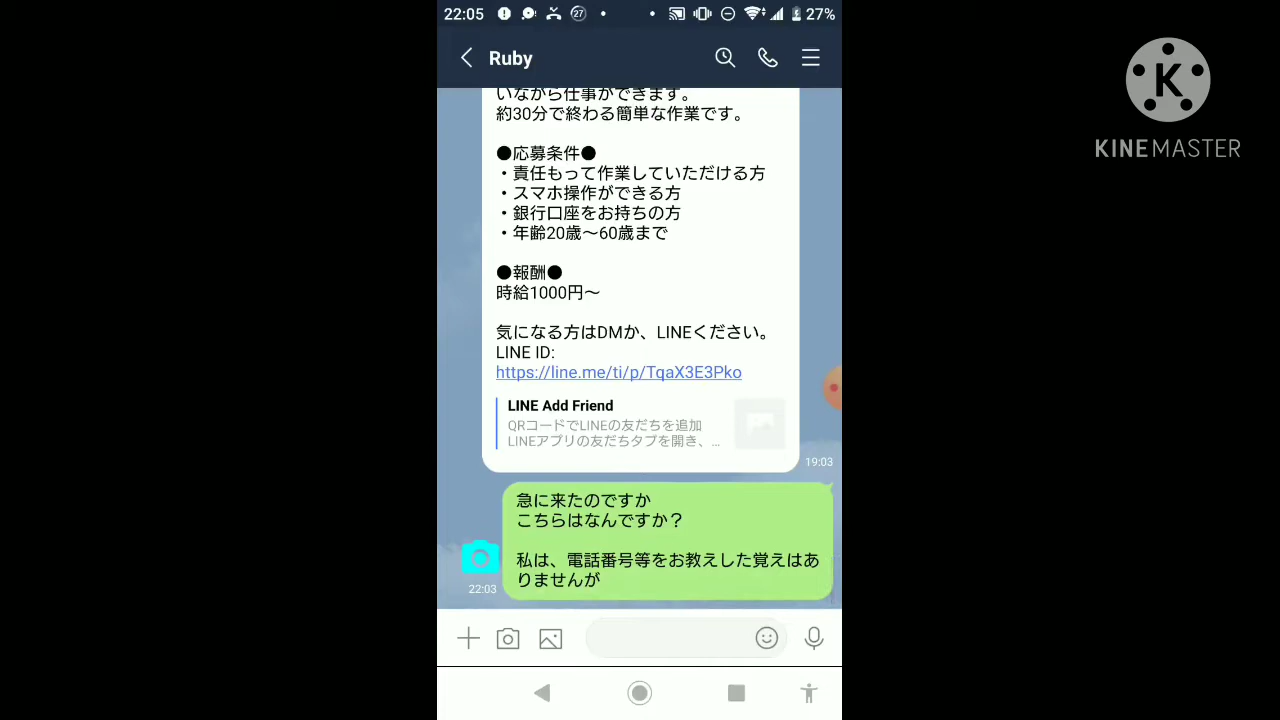 22:05
27
27%
Ruby
K
KINEMASTER
いながら仕事ができます。
約30分で終わる簡単な作業です。
●応募条件●
・責任もって作業していただける方
・スマホ操作ができる方
・銀行口座をお持ちの方
・年齢20歳〜60歳まで
●報酬●
時給1000円〜
気になる方はDMか、LINEください。
LINE ID:
https://line.me/ti/p/TqaX3E3Pko
LINE Add Friend
QRコードでLINEの友だちを追加
LINEアプリの友だちタブを開き、...
19:03
急に来たのですか
こちらはなんですか？
私は、電話番号等をお教えした覚えはあ
りませんが
22:03